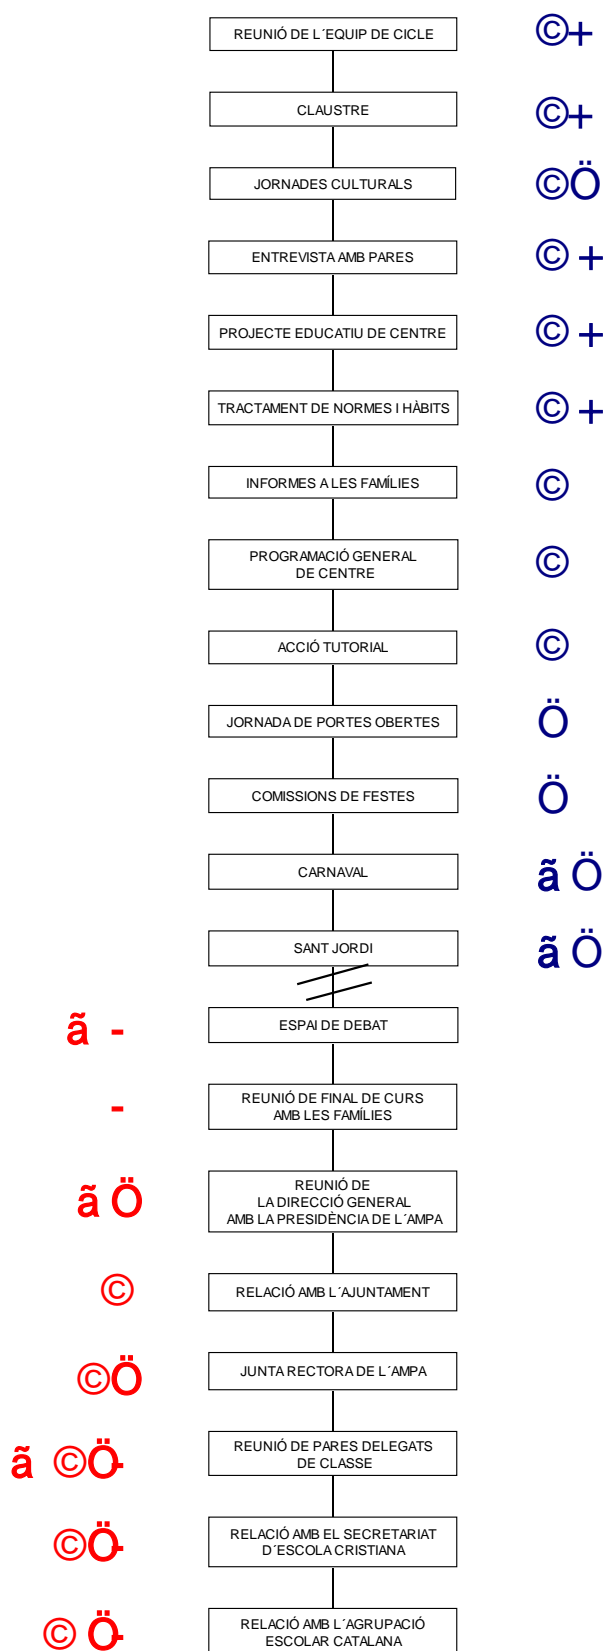 REUNIÓ DE L´EQUIP DE CICLE ©+
CLAUSTRE ©+
JORNADES CULTURALS ©Ö
ENTREVISTA AMB PARES © +
PROJECTE EDUCATIU DE CENTRE © +
TRACTAMENT DE NORMES I HÀBITS © +
INFORMES A LES FAMÍLIES ©
PROGRAMACIÓ GENERAL
DE CENTRE ©
ACCIÓ TUTORIAL ©
JORNADA DE PORTES OBERTES Ö
COMISSIONS DE FESTES Ö
CARNAVAL ã Ö
SANT JORDI ã Ö
ã - ESPAI DE DEBAT
- REUNIÓ DE FINAL DE CURS
AMB LES FAMÍLIES
ã Ö REUNIÓ DE
LA DIRECCIÓ GENERAL
AMB LA PRESIDÈNCIA DE L´AMPA
© RELACIÓ AMB L´AJUNTAMENT
©Ö JUNTA RECTORA DE L´AMPA
ã ©Ö- REUNIÓ DE PARES DELEGATS
DE CLASSE
©Ö- RELACIÓ AMB EL SECRETARIAT
D´ESCOLA CRISTIANA
© Ö- RELACIÓ AMB L´AGRUPACIÓ
ESCOLAR CATALANA